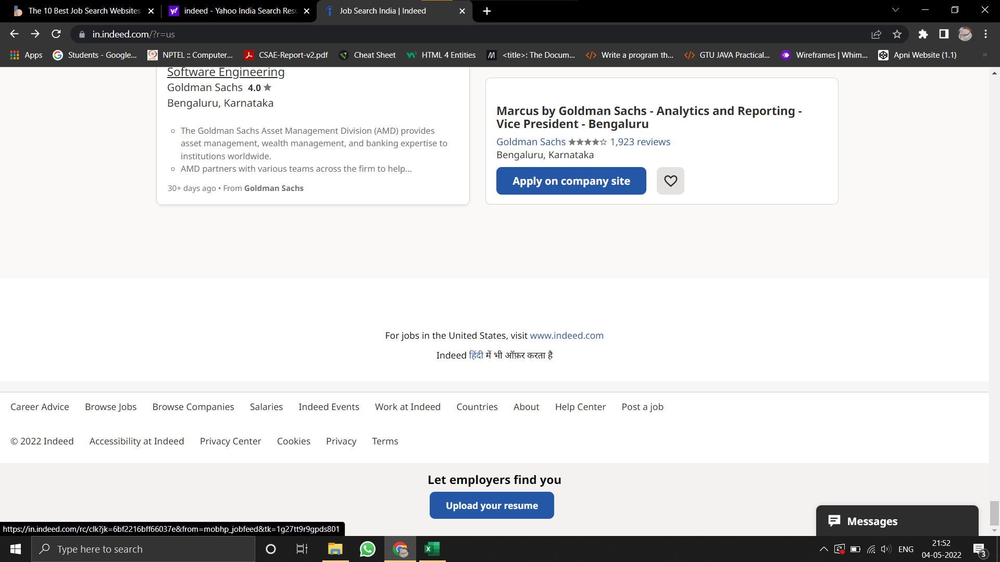 The 10 Best Job Search Websites
indeed - Yahoo India Search Resu
Job Search India | Indeed
in.indeed.com/?r=us
Apps
Students - Google...
NPTEL :: Computer...
CSAE-Report-v2.pdf
Cheat Sheet
HTML 4 Entities
<title>: The Docum...
Write a program th...
GTU JAVA Practical...
Wireframes | Whim...
Apni Website (1.1)
Software Engineering
Goldman Sachs 4.0
Bengaluru, Karnataka
The Goldman Sachs Asset Management Division (AMD) provides
asset management, wealth management, and banking expertise to
institutions worldwide.
AMD partners with various teams across the firm to help...
30+ days ago • From Goldman Sachs
Marcus by Goldman Sachs - Analytics and Reporting -
Vice President - Bengaluru
Goldman Sachs ★★★★☆ 1,923 reviews
Bengaluru, Karnataka
Apply on company site
For jobs in the United States, visit www.indeed.com
Indeed हिंदी में भी ऑफ़र करता है
Career Advice Browse Jobs Browse Companies Salaries Indeed Events Work at Indeed Countries About Help Center Post a job
© 2022 Indeed Accessibility at Indeed Privacy Center Cookies Privacy Terms
Let employers find you
Upload your resume
Messages
https://in.indeed.com/rc/clk?jk=6bf2216bff66037e&from=mobhp_jobfeed&tk=1g27tt9r9gpds801
Type here to search
ENG
21:52
04-05-2022
3